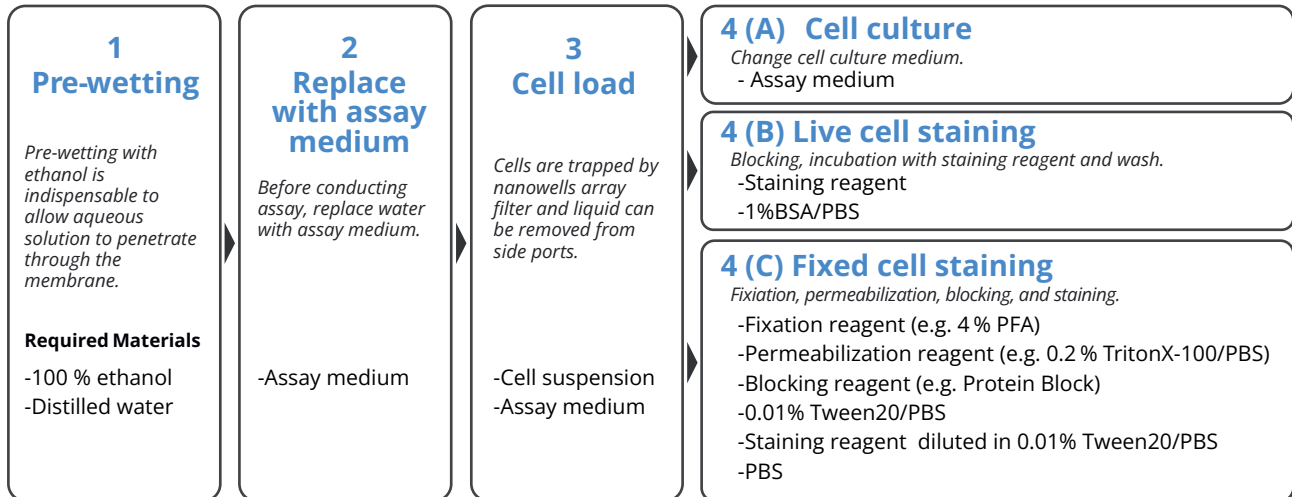 1
Pre-wetting
Pre-wetting with
ethanol is
indispensable to
allow aqueous
solution to penetrate
through the
membrane.
Required Materials
-100 % ethanol
-Distilled water
2
Replace
with assay
medium
Before conducting
assay, replace water
with assay medium.
-Assay medium
3
Cell load
Cells are trapped by
nanowells array
filter and liquid can
be removed from
side ports.
-Cell suspension
-Assay medium
4 (A) Cell culture
Change cell culture medium.
- Assay medium
4 (B) Live cell staining
Blocking, incubation with staining reagent and wash.
-Staining reagent
-1%BSA/PBS
4 (C) Fixed cell staining
Fixiation, permeabilization, blocking, and staining.
-Fixation reagent (e.g. 4 % PFA)
-Permeabilization reagent (e.g. 0.2 % TritonX-100/PBS)
-Blocking reagent (e.g. Protein Block)
-0.01% Tween20/PBS
-Staining reagent diluted in 0.01% Tween20/PBS
-PBS